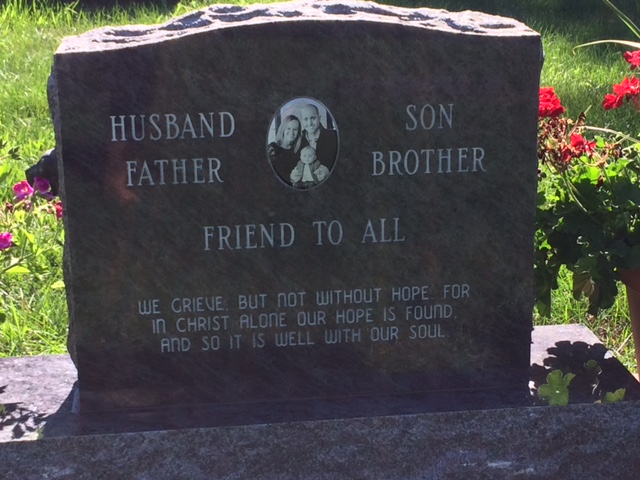 HUSBAND SON
FATHER BROTHER
FRIEND TO ALL
WE GRIEVE, BUT NOT WITHOUT HOPE. FOR
IN CHRIST ALONE OUR HOPE IS FOUND,
AND SO IT IS WELL WITH OUR SOUL.